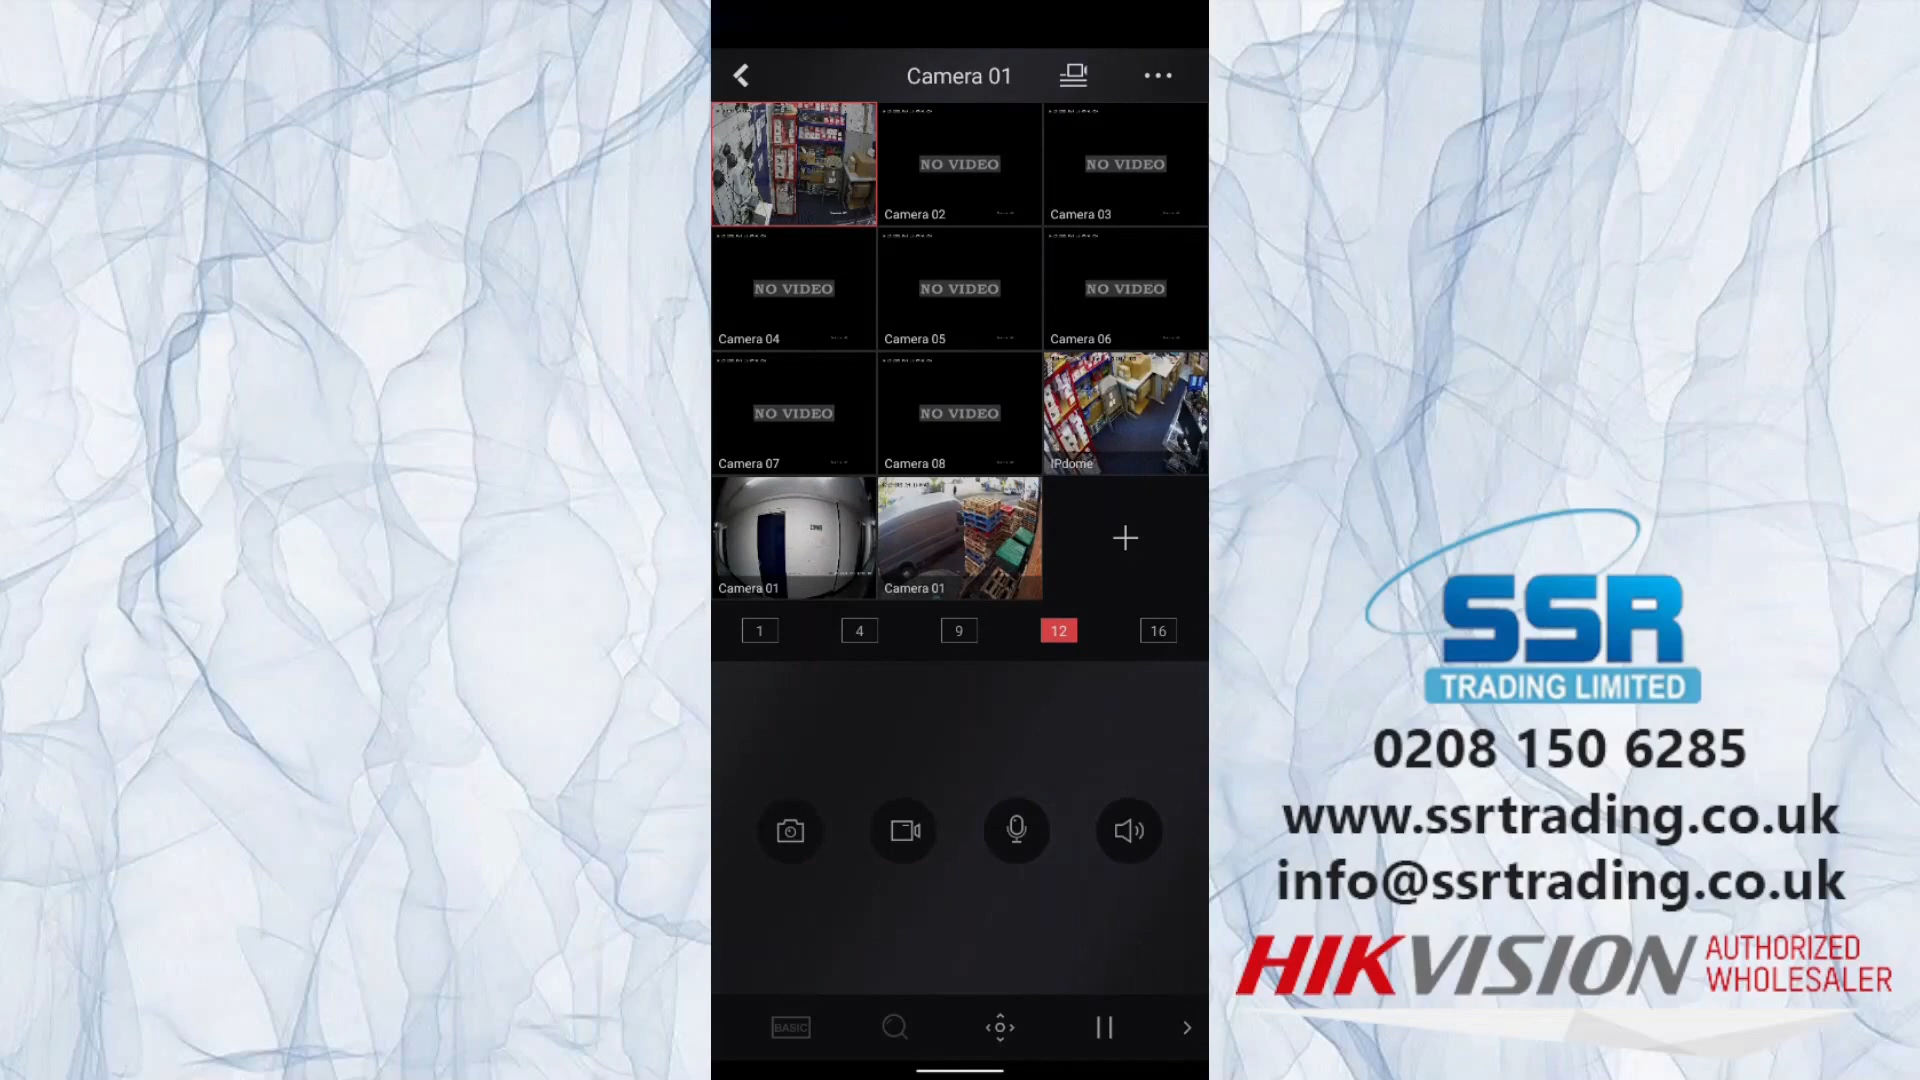 Camera 01
NO VIDEO
Camera 02
NO VIDEO
Camera 03
NO VIDEO
Camera 04
NO VIDEO
Camera 05
NO VIDEO
Camera 06
NO VIDEO
Camera 07
NO VIDEO
Camera 08
IPdome
Camera 01
Camera 01
1 4 9 12 16
BASIC
SSR
TRADING LIMITED
0208 150 6285
www.ssrtrading.co.uk
info@ssrtrading.co.uk
HIKVISION AUTHORIZED
WHOLESALER